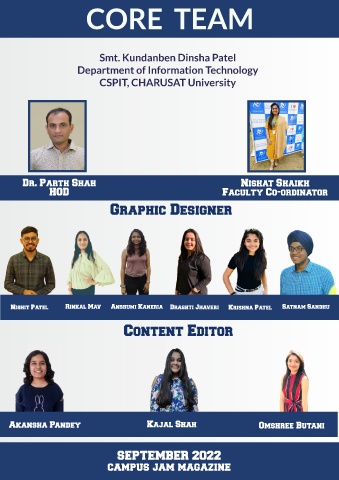 CORE TEAM
Smt. Kundanben Dinsha Patel
Department of Information Technology
CSPIT, CHARUSAT University
Dr. Parth Shah
HOD
Nishat Shaikh
Faculty Co-ordinator
Graphic Designer
Nishit Patel
Rinkal Mav
Anshumi Kaneria
Drashti Jhaveri
Krishna Patel
Satnam Sandhu
Content Editor
Akansha Pandey
Kajal Shah
Omshree Butani
SEPTEMBER 2022
CAMPUS JAM MAGAZINE